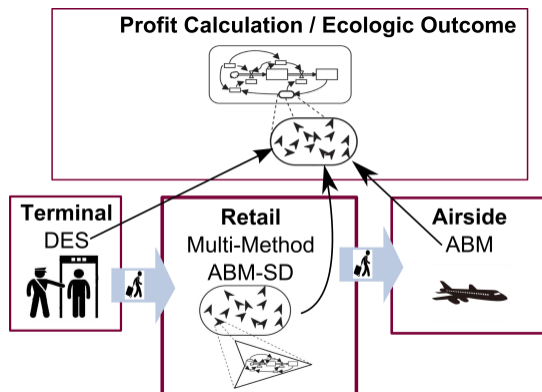 Profit Calculation / Ecologic Outcome
Terminal
DES
Retail
Multi-Method
ABM-SD
Airside
ABM